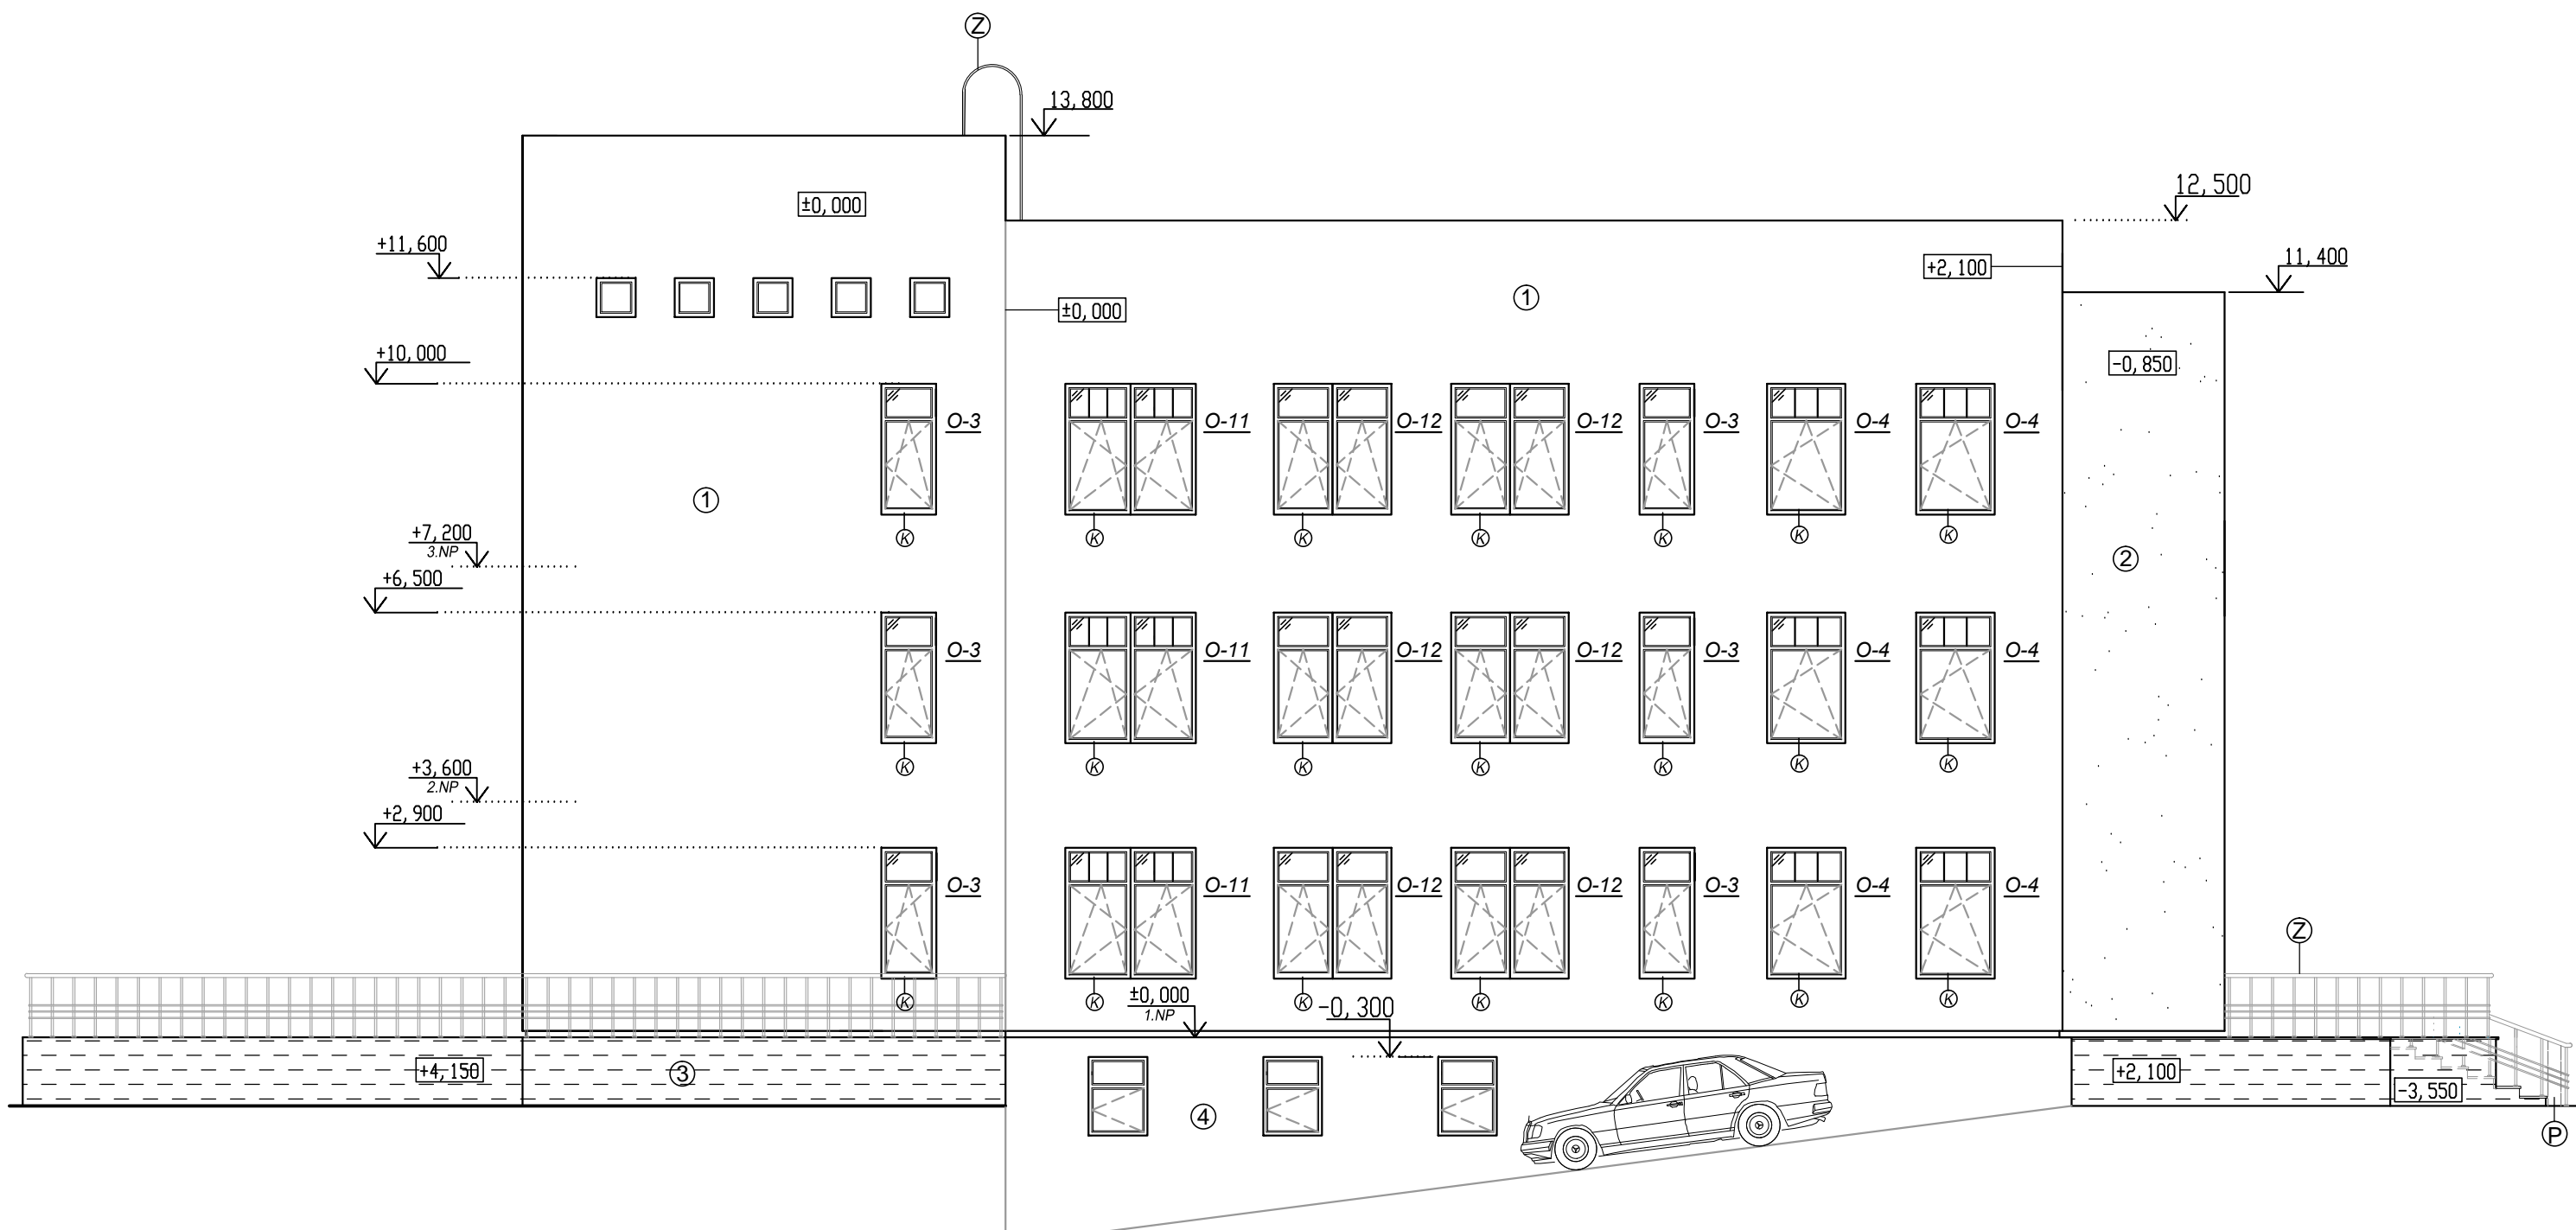 Z
13,800
±0,000
12,500
+11,600
11,400
+2,100
1
±0,000
+10,000
-0,850
O-3 O-11 O-12 O-12 O-3 O-4 O-4
1
K K K K K K K
+7,200
3.NP
2
+6,500
O-3 O-11 O-12 O-12 O-3 O-4 O-4
K K K K K K K
+3,600
2.NP
+2,900
O-3 O-11 O-12 O-12 O-3 O-4 O-4
Z
K K K K K K K
±0,000
1.NP
-0,300
+4,150
3
+2,100
-3,550
4
P